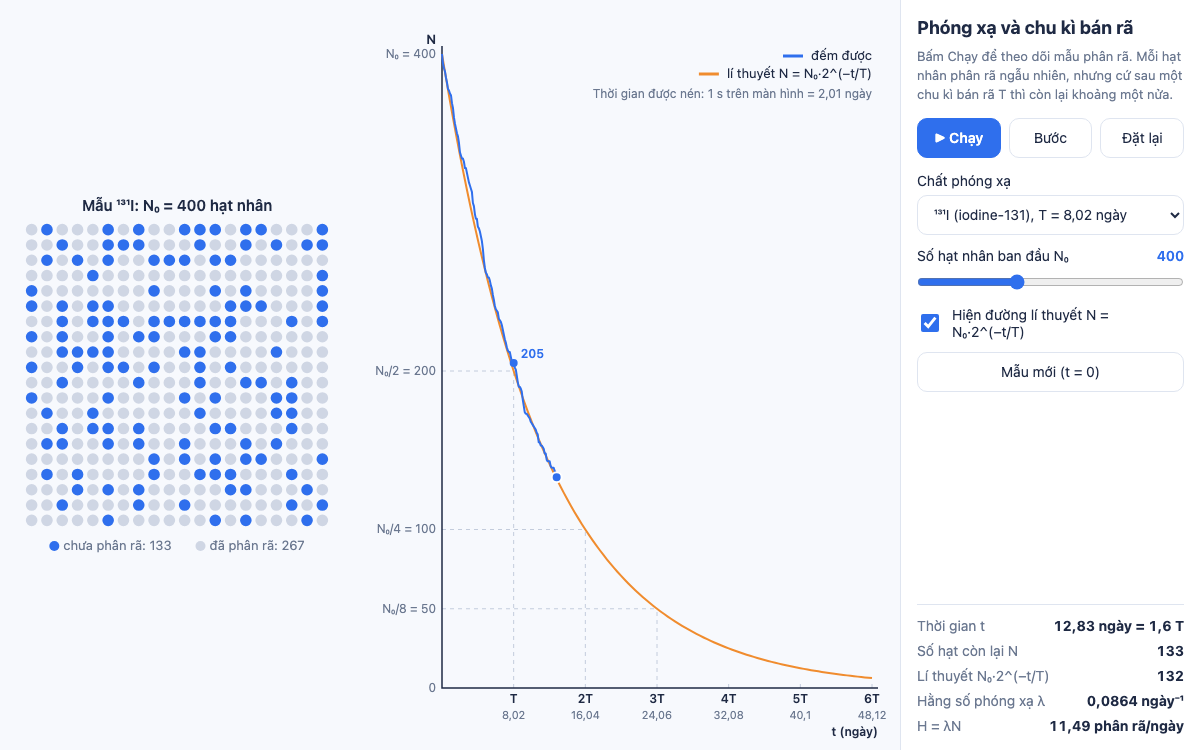 Mẫu ¹³¹I: N₀ = 400 hạt nhân
chưa phân rã: 133
đã phân rã: 267
N
N₀ = 400
N₀/2 = 200
N₀/4 = 100
N₀/8 = 50
0
đếm được
lí thuyết N = N₀·2^(−t/T)
Thời gian được nén: 1 s trên màn hình = 2,01 ngày
205
T 2T 3T 4T 5T 6T
8,02 16,04 24,06 32,08 40,1 48,12
t (ngày)
Phóng xạ và chu kì bán rã
Bấm Chạy để theo dõi mẫu phân rã. Mỗi hạt
nhân phân rã ngẫu nhiên, nhưng cứ sau một
chu kì bán rã T thì còn lại khoảng một nửa.
▶ Chạy
Bước
Đặt lại
Chất phóng xạ
¹³¹I (iodine-131), T = 8,02 ngày
Số hạt nhân ban đầu N₀ 400
Hiện đường lí thuyết N =
N₀·2^(−t/T)
Mẫu mới (t = 0)
Thời gian t 12,83 ngày = 1,6 T
Số hạt còn lại N 133
Lí thuyết N₀·2^(−t/T) 132
Hằng số phóng xạ λ 0,0864 ngày⁻¹
H = λN 11,49 phân rã/ngày